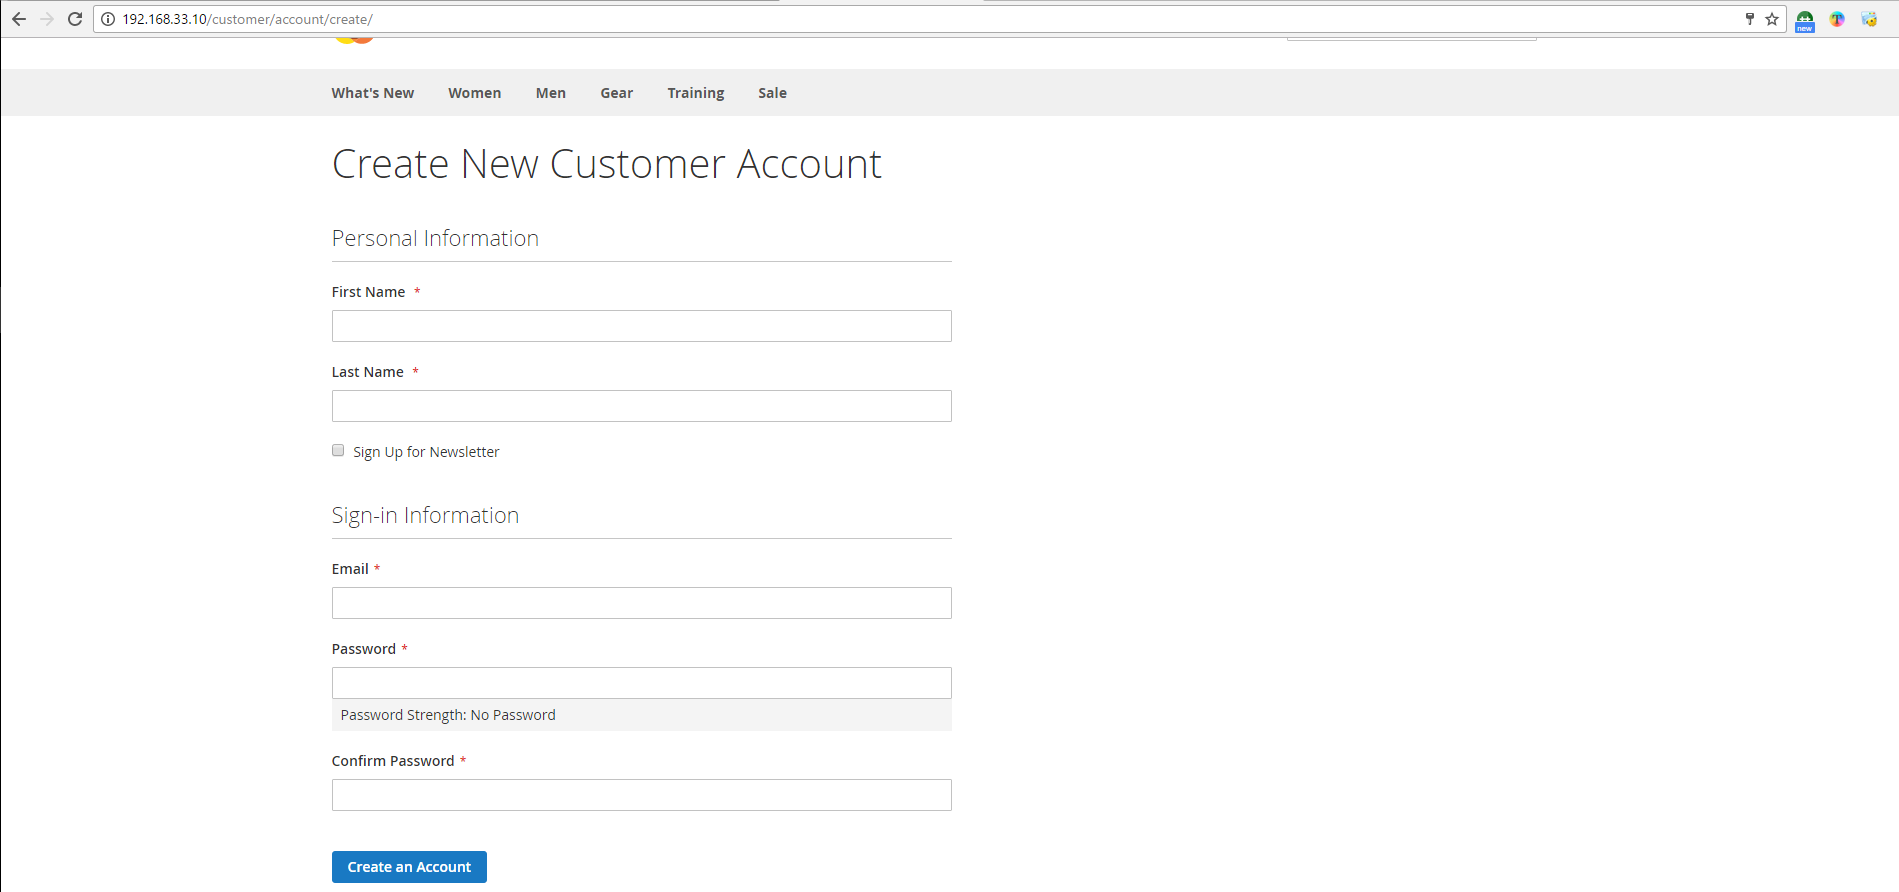 192.168.33.10/customer/account/create/
new
What's New Women Men Gear Training Sale
Create New Customer Account
Personal Information
First Name *
Last Name *
Sign Up for Newsletter
Sign-in Information
Email *
Password *
Password Strength: No Password
Confirm Password *
Create an Account